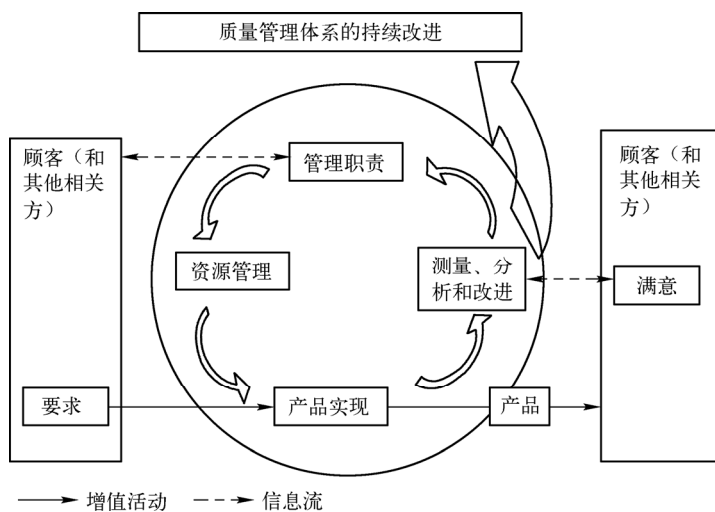 质量管理体系的持续改进
顾客（和
其他相关
方）
管理职责
顾客（和
其他相关
方）
资源管理
测量、分
析和改进
满意
要求
产品实现
产品
增值活动
信息流